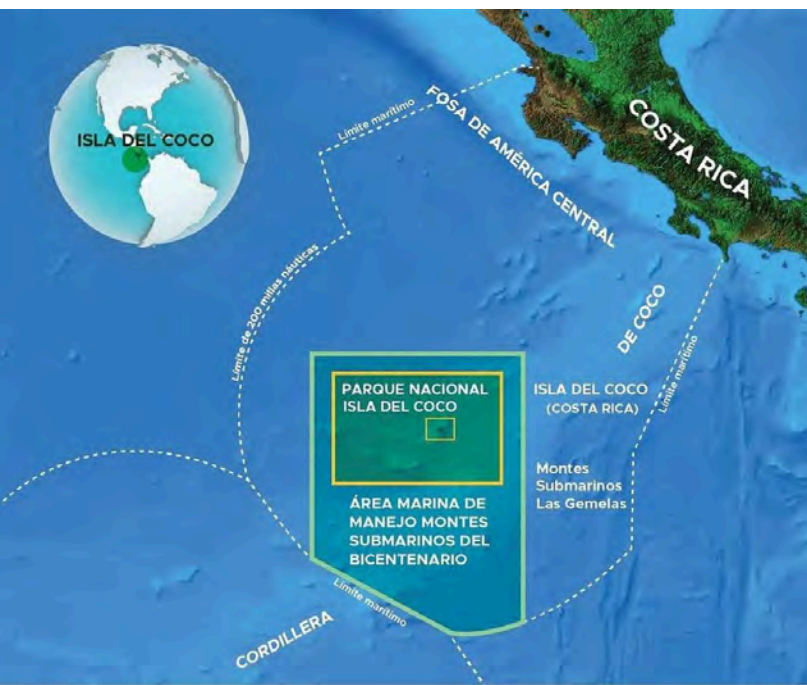 ISLA DEL COCO
Límite marítimo
FOSA DE AMÉRICA CENTRAL
COSTA RICA
Límite de 200 millas náuticas
DE COCO
Límite marítimo
PARQUE NACIONAL
ISLA DEL COCO
ISLA DEL COCO
(COSTA RICA)
Montes
Submarinos
Las Gemelas
ÁREA MARINA DE
MANEJO MONTES
SUBMARINOS DEL
BICENTENARIO
Límite marítimo
CORDILLERA